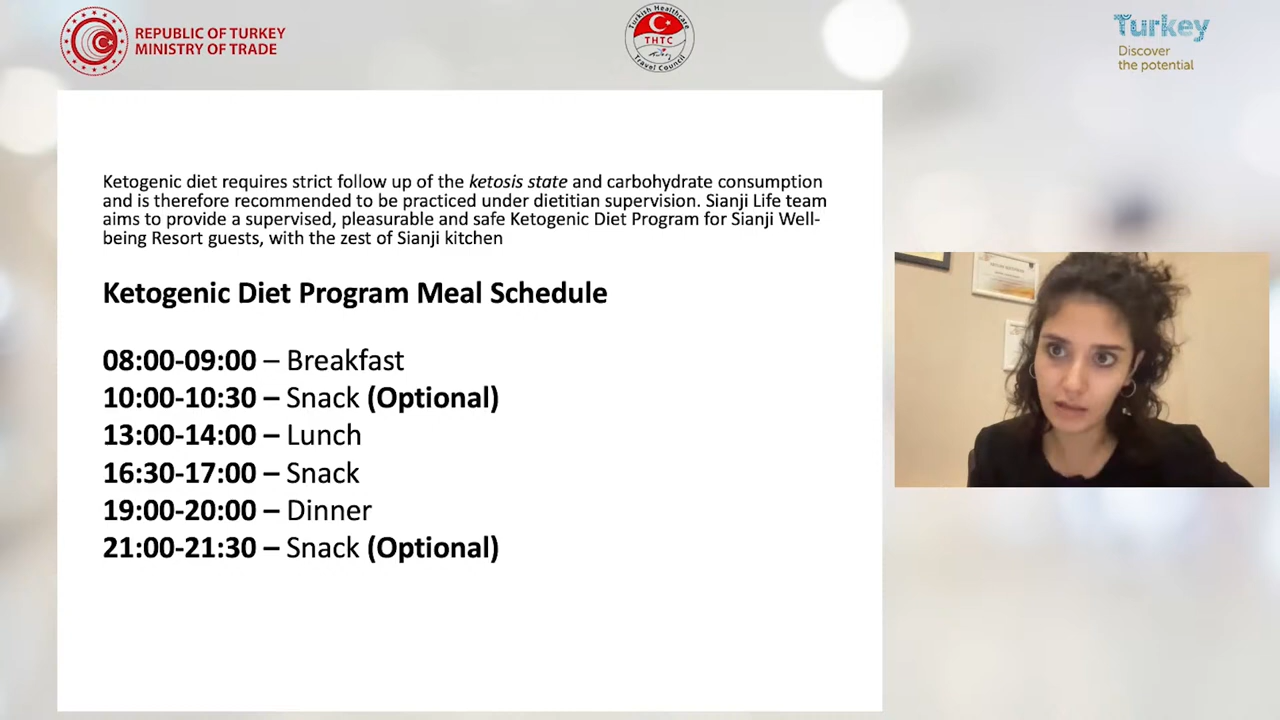 REPUBLIC OF TURKEY
MINISTRY OF TRADE
Turkish Healthcare
THTC
Travel Council
Turkey
Discover
the potential
Ketogenic diet requires strict follow up of the ketosis state and carbohydrate consumption
and is therefore recommended to be practiced under dietitian supervision. Sianji Life team
aims to provide a supervised, pleasurable and safe Ketogenic Diet Program for Sianji Well-
being Resort guests, with the zest of Sianji kitchen
Ketogenic Diet Program Meal Schedule
08:00-09:00 – Breakfast
10:00-10:30 – Snack (Optional)
13:00-14:00 – Lunch
16:30-17:00 – Snack
19:00-20:00 – Dinner
21:00-21:30 – Snack (Optional)